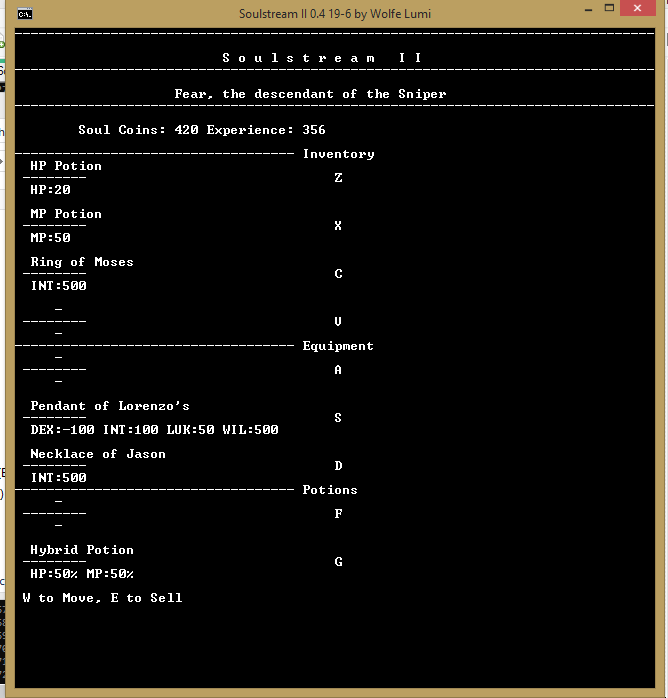 Soulstream II 0.4 19-6 by Wolfe Lumi
S o u l s t r e a m   I I
Fear, the descendant of the Sniper
Soul Coins: 420 Experience: 356
Inventory
HP Potion
Z
HP:20
MP Potion
X
MP:50
Ring of Moses
C
INT:500
V
Equipment
A
Pendant of Lorenzo's
S
DEX:-100 INT:100 LUK:50 WIL:500
Necklace of Jason
D
INT:500
Potions
F
Hybrid Potion
G
HP:50% MP:50%
W to Move, E to Sell